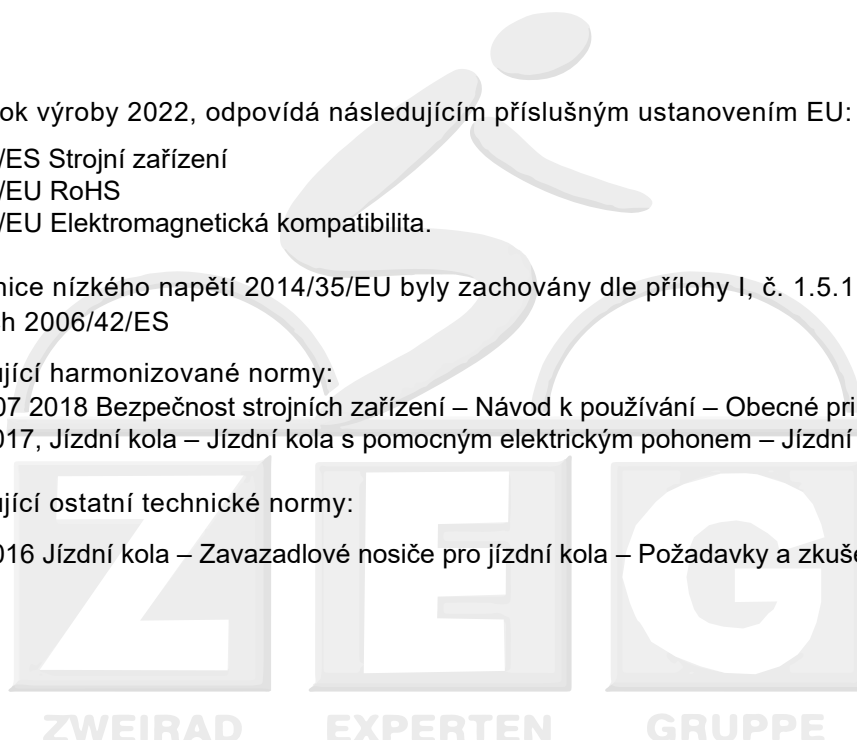 ok výroby 2022, odpovídá následujícím příslušným ustanovením EU:
/ES Strojní zařízení
/EU RoHS
/EU Elektromagnetická kompatibilita.
nice nízkého napětí 2014/35/EU byly zachovány dle přílohy I, č. 1.5.1
h 2006/42/ES
ující harmonizované normy:
07 2018 Bezpečnost strojních zařízení – Návod k používání – Obecné pri
017, Jízdní kola – Jízdní kola s pomocným elektrickým pohonem – Jízdní
ující ostatní technické normy:
016 Jízdní kola – Zavazadlové nosiče pro jízdní kola – Požadavky a zkuše
ZEG
ZWEIRAD EXPERTEN GRUPPE